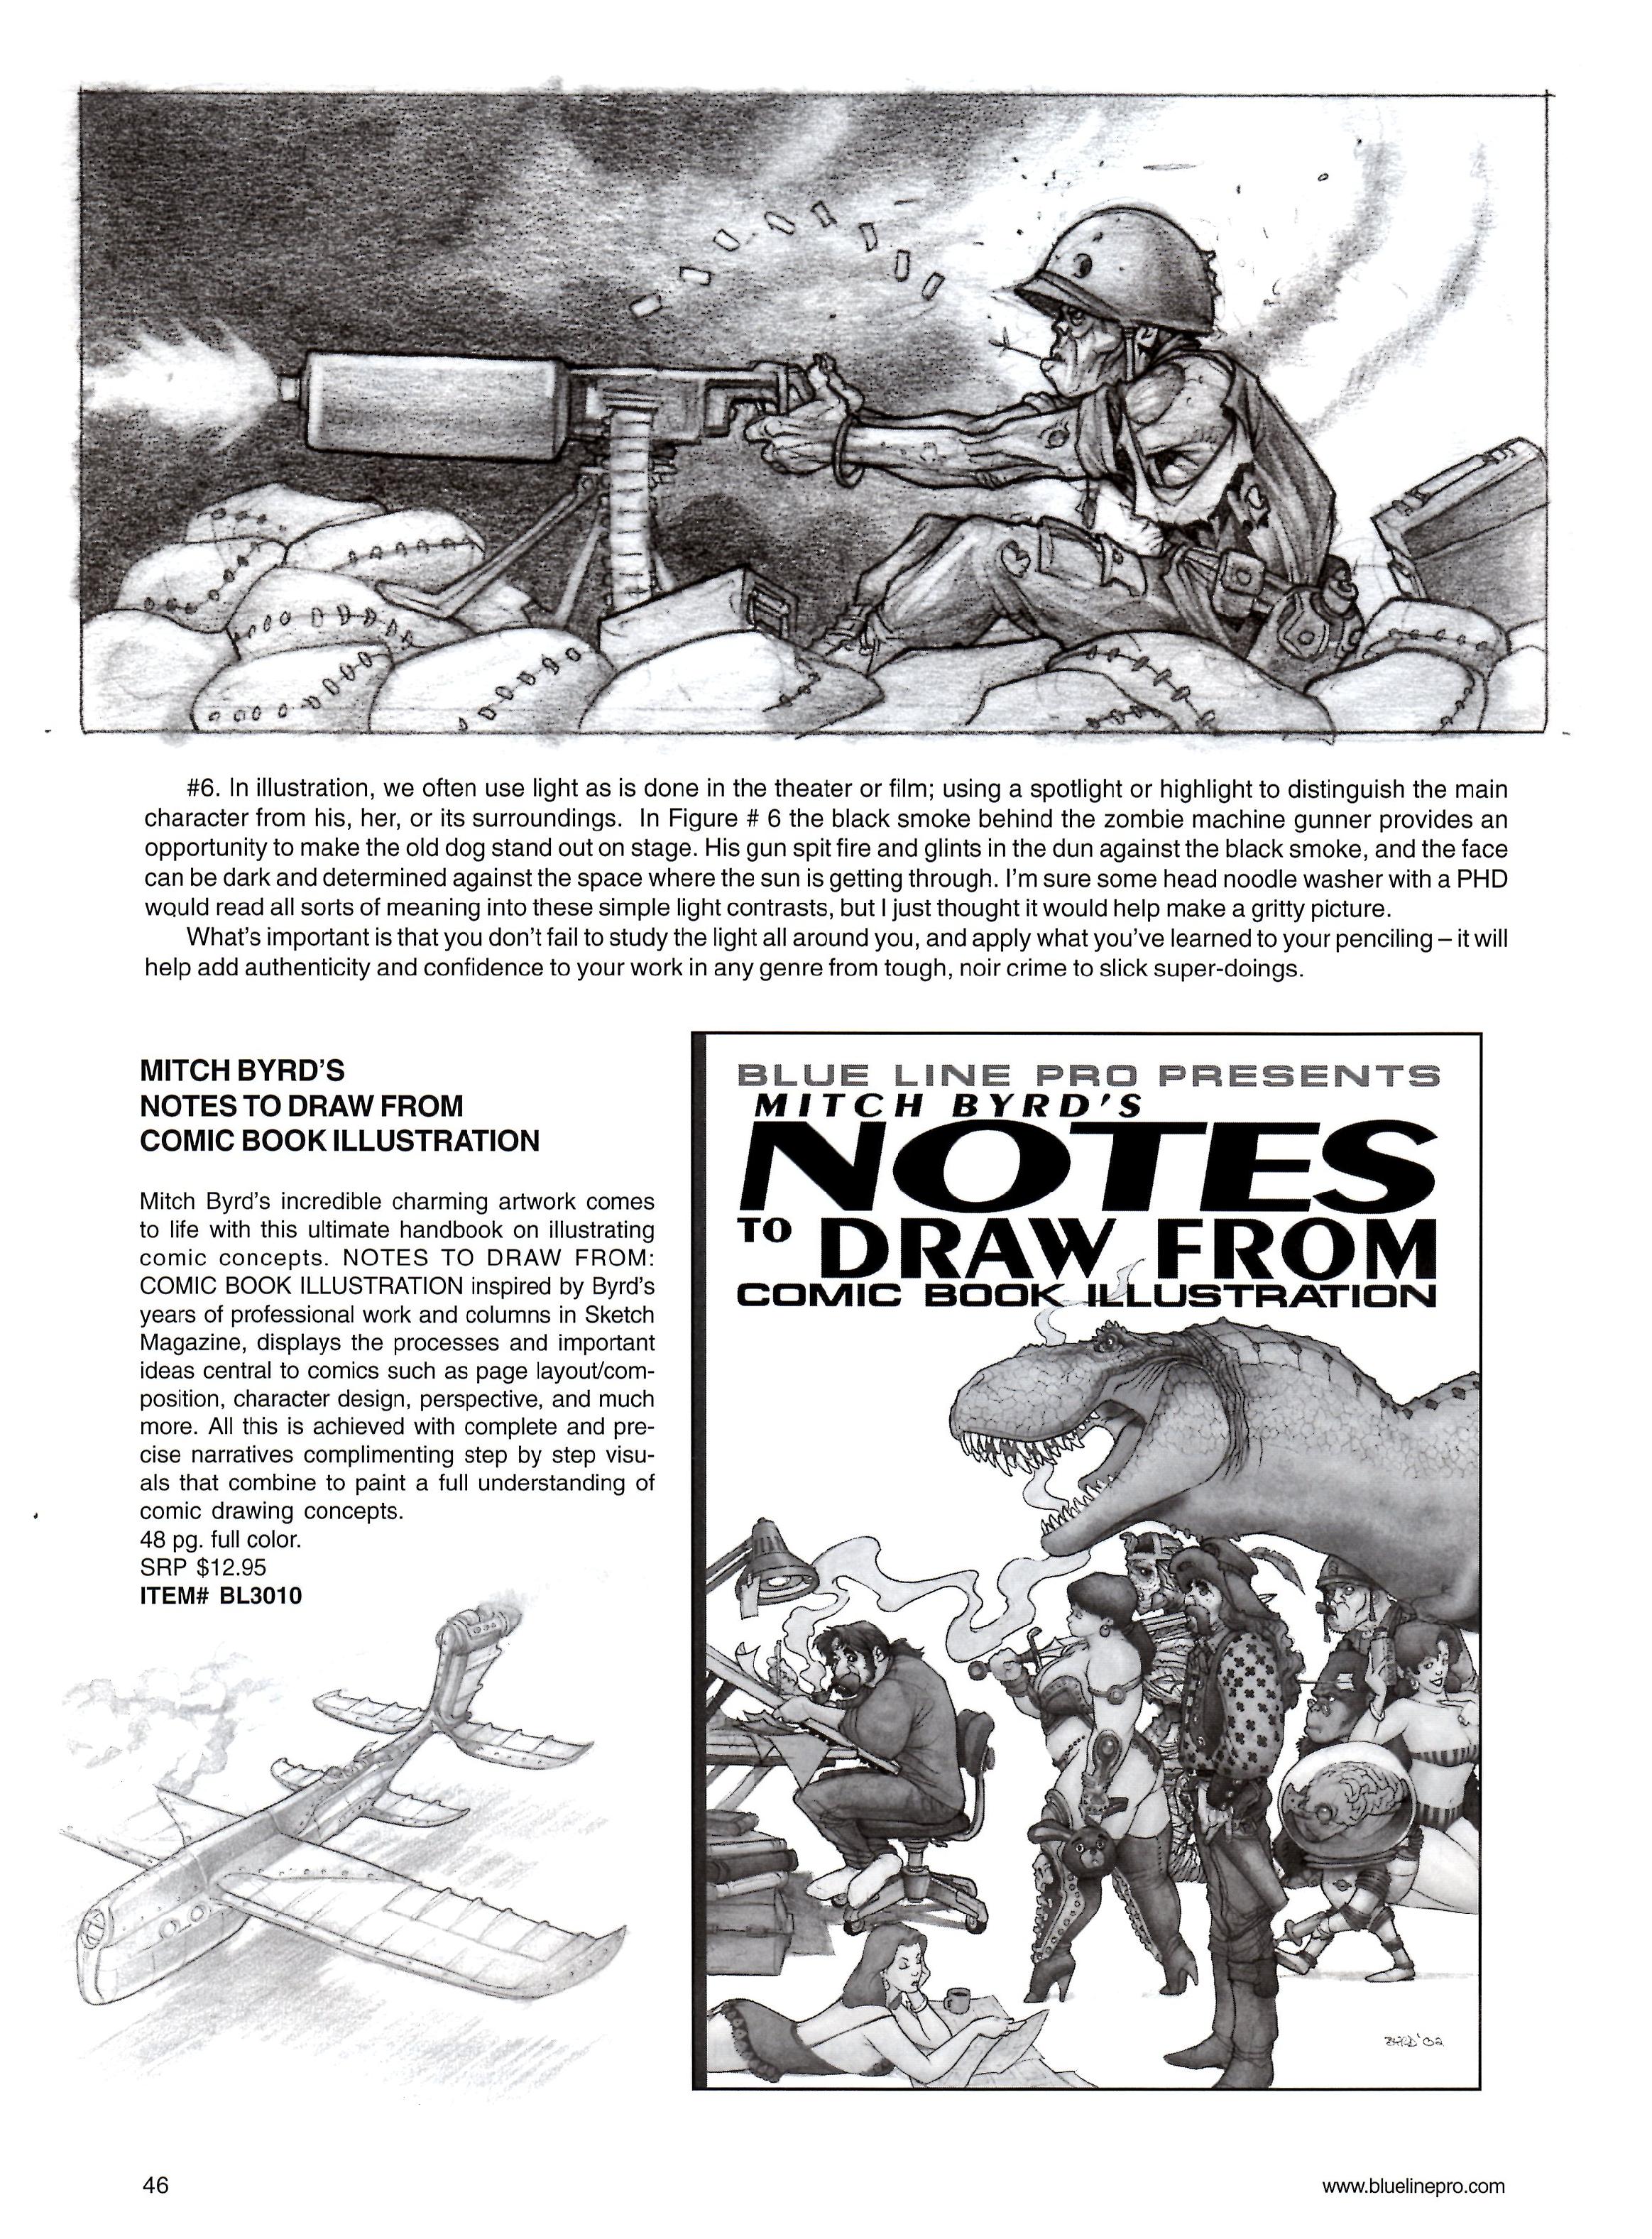 #6. In illustration, we often use light as is done in the theater or film; using a spotlight or highlight to distinguish the main
character from his, her, or its surroundings. In Figure # 6 the black smoke behind the zombie machine gunner provides an
opportunity to make the old dog stand out on stage. His gun spit fire and glints in the dun against the black smoke, and the face
can be dark and determined against the space where the sun is getting through. I'm sure some head noodle washer with a PHD
would read all sorts of meaning into these simple light contrasts, but I just thought it would help make a gritty picture.
What's important is that you don't fail to study the light all around you, and apply what you've learned to your penciling – it will
help add authenticity and confidence to your work in any genre from tough, noir crime to slick super-doings.
MITCH BYRD'S
NOTES TO DRAW FROM
COMIC BOOK ILLUSTRATION
Mitch Byrd's incredible charming artwork comes
to life with this ultimate handbook on illustrating
comic concepts. NOTES TO DRAW FROM:
COMIC BOOK ILLUSTRATION inspired by Byrd's
years of professional work and columns in Sketch
Magazine, displays the processes and important
ideas central to comics such as page layout/com-
position, character design, perspective, and much
more. All this is achieved with complete and pre-
cise narratives complimenting step by step visu-
als that combine to paint a full understanding of
comic drawing concepts.
48 pg. full color.
SRP $12.95
ITEM# BL3010
BLUE LINE PRO PRESENTS
MITCH BYRD'S
NOTES
TO DRAW FROM
COMIC BOOK ILLUSTRATION
BYRD '02
46
www.bluelinepro.com